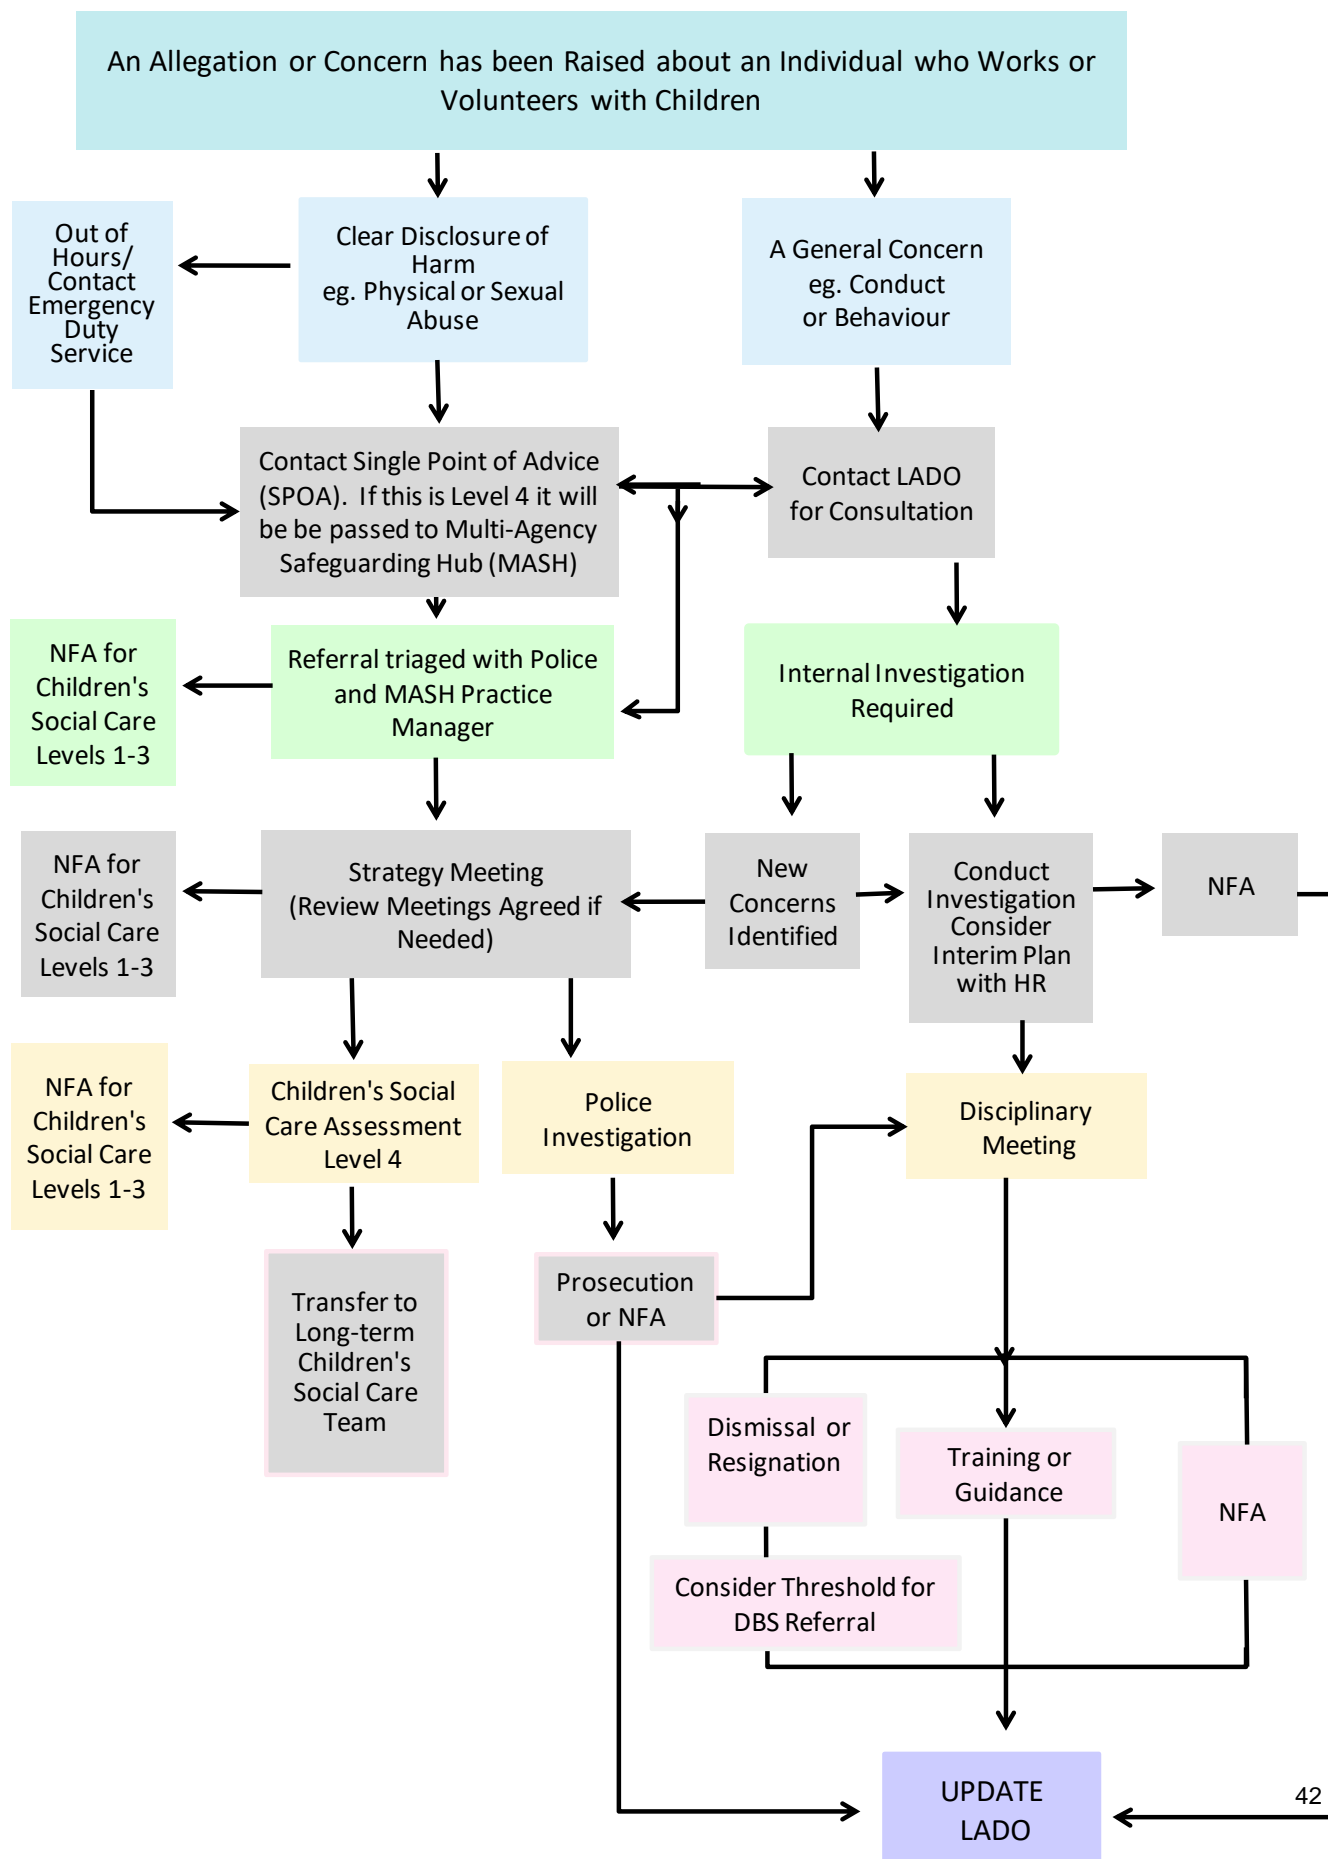 An Allegation or Concern has been Raised about an Individual who Works or
Volunteers with Children
Out of
Hours/
Contact
Emergency
Duty
Service
Clear Disclosure of
Harm
eg. Physical or Sexual
Abuse
A General Concern
eg. Conduct
or Behaviour
Contact Single Point of Advice
(SPOA). If this is Level 4 it will
be be passed to Multi-Agency
Safeguarding Hub (MASH)
Contact LADO
for Consultation
NFA for
Children's
Social Care
Levels 1-3
Referral triaged with Police
and MASH Practice
Manager
Internal Investigation
Required
NFA for
Children's
Social Care
Levels 1-3
Strategy Meeting
(Review Meetings Agreed if
Needed)
New
Concerns
Identified
Conduct
Investigation
Consider
Interim Plan
with HR
NFA
NFA for
Children's
Social Care
Levels 1-3
Children's Social
Care Assessment
Level 4
Police
Investigation
Disciplinary
Meeting
Transfer to
Long-term
Children's
Social Care
Team
Prosecution
or NFA
Dismissal or
Resignation
Training or
Guidance
NFA
Consider Threshold for
DBS Referral
UPDATE
LADO
42